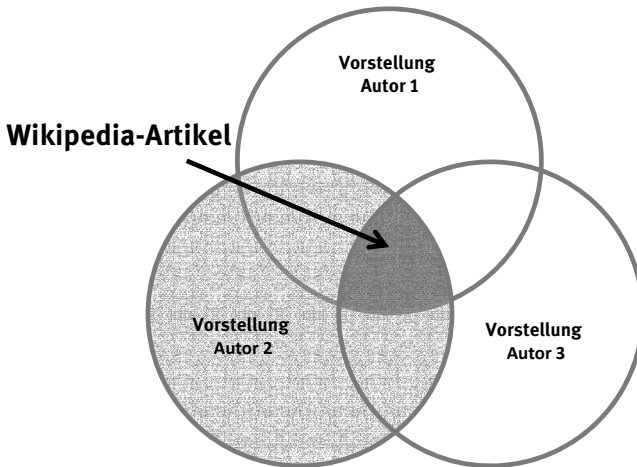 Vorstellung
Autor 1
Wikipedia-Artikel
Vorstellung
Autor 2
Vorstellung
Autor 3